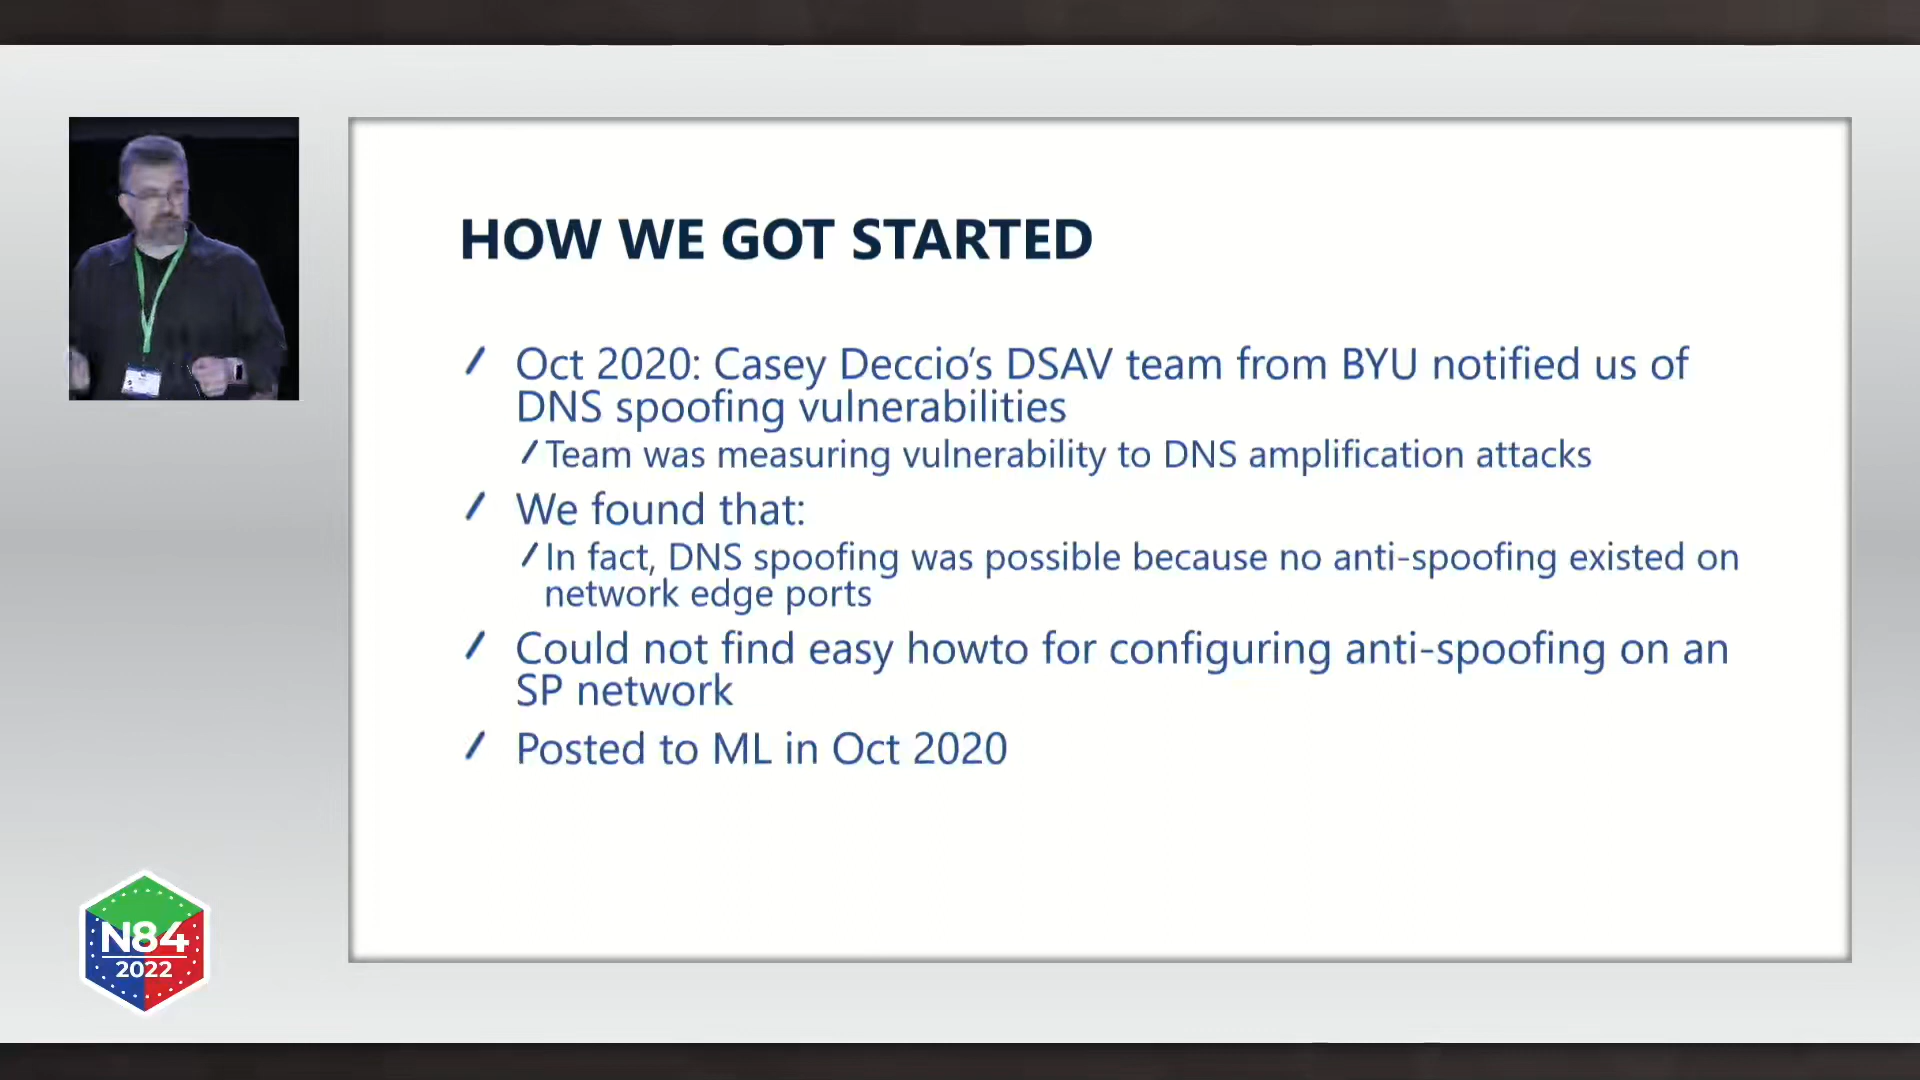 HOW WE GOT STARTED
Oct 2020: Casey Deccio’s DSAV team from BYU notified us of
DNS spoofing vulnerabilities
Team was measuring vulnerability to DNS amplification attacks
We found that:
In fact, DNS spoofing was possible because no anti-spoofing existed on
network edge ports
Could not find easy howto for configuring anti-spoofing on an
SP network
Posted to ML in Oct 2020
N84
2022